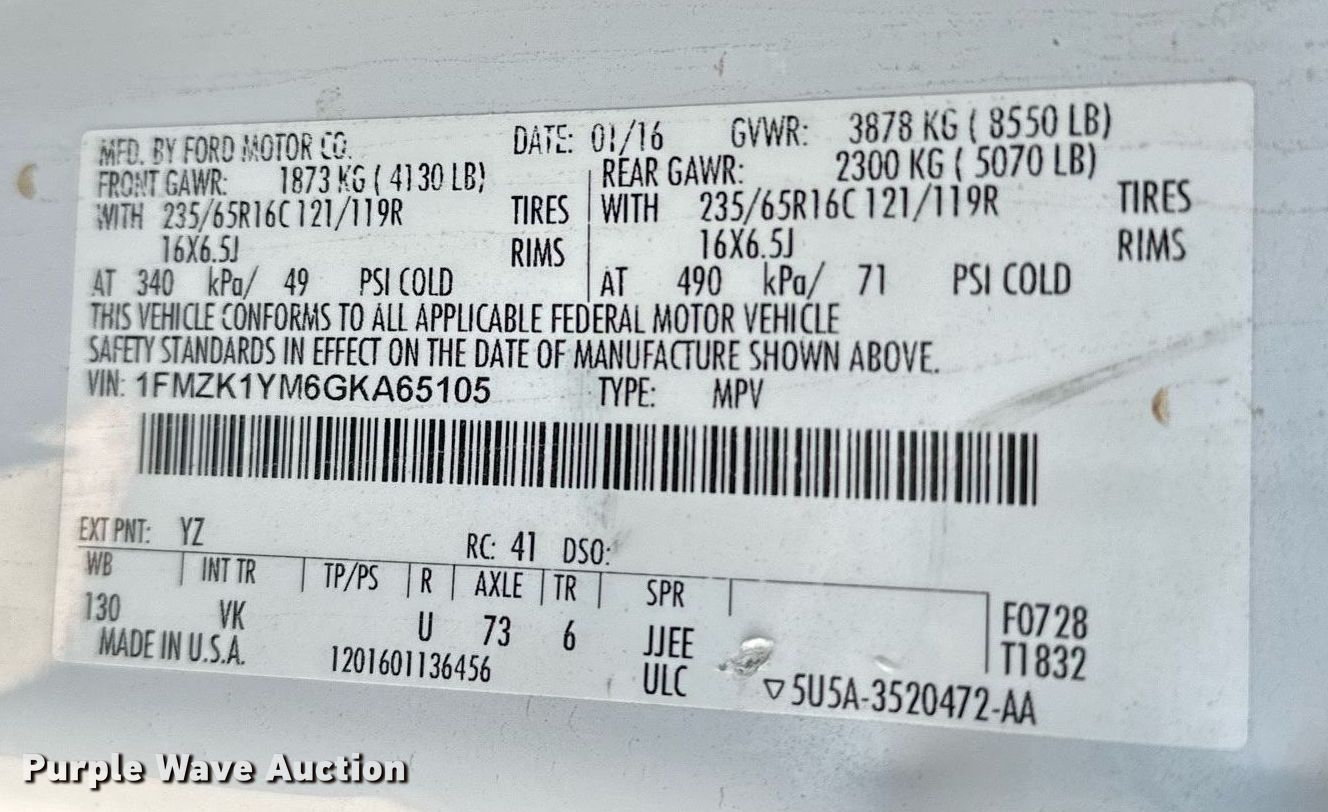 MFD. BY FORD MOTOR CO. DATE: 01/16 GVWR: 3878 KG ( 8550 LB)
FRONT GAWR: 1873 KG ( 4130 LB) REAR GAWR: 2300 KG ( 5070 LB)
WITH 235/65R16C 121/119R TIRES WITH 235/65R16C 121/119R TIRES
16X6.5J RIMS 16X6.5J RIMS
AT 340 kPa/ 49 PSI COLD AT 490 kPa/ 71 PSI COLD
THIS VEHICLE CONFORMS TO ALL APPLICABLE FEDERAL MOTOR VEHICLE
SAFETY STANDARDS IN EFFECT ON THE DATE OF MANUFACTURE SHOWN ABOVE.
VIN: 1FMZK1YM6GKA65105 TYPE: MPV
EXT PNT: YZ RC: 41 DSO:
WB INT TR TP/PS R AXLE TR SPR
130 VK U 73 6 JJEE F0728
MADE IN U.S.A. 1201601136456 ULC T1832
▽5U5A-3520472-AA
Purple Wave Auction